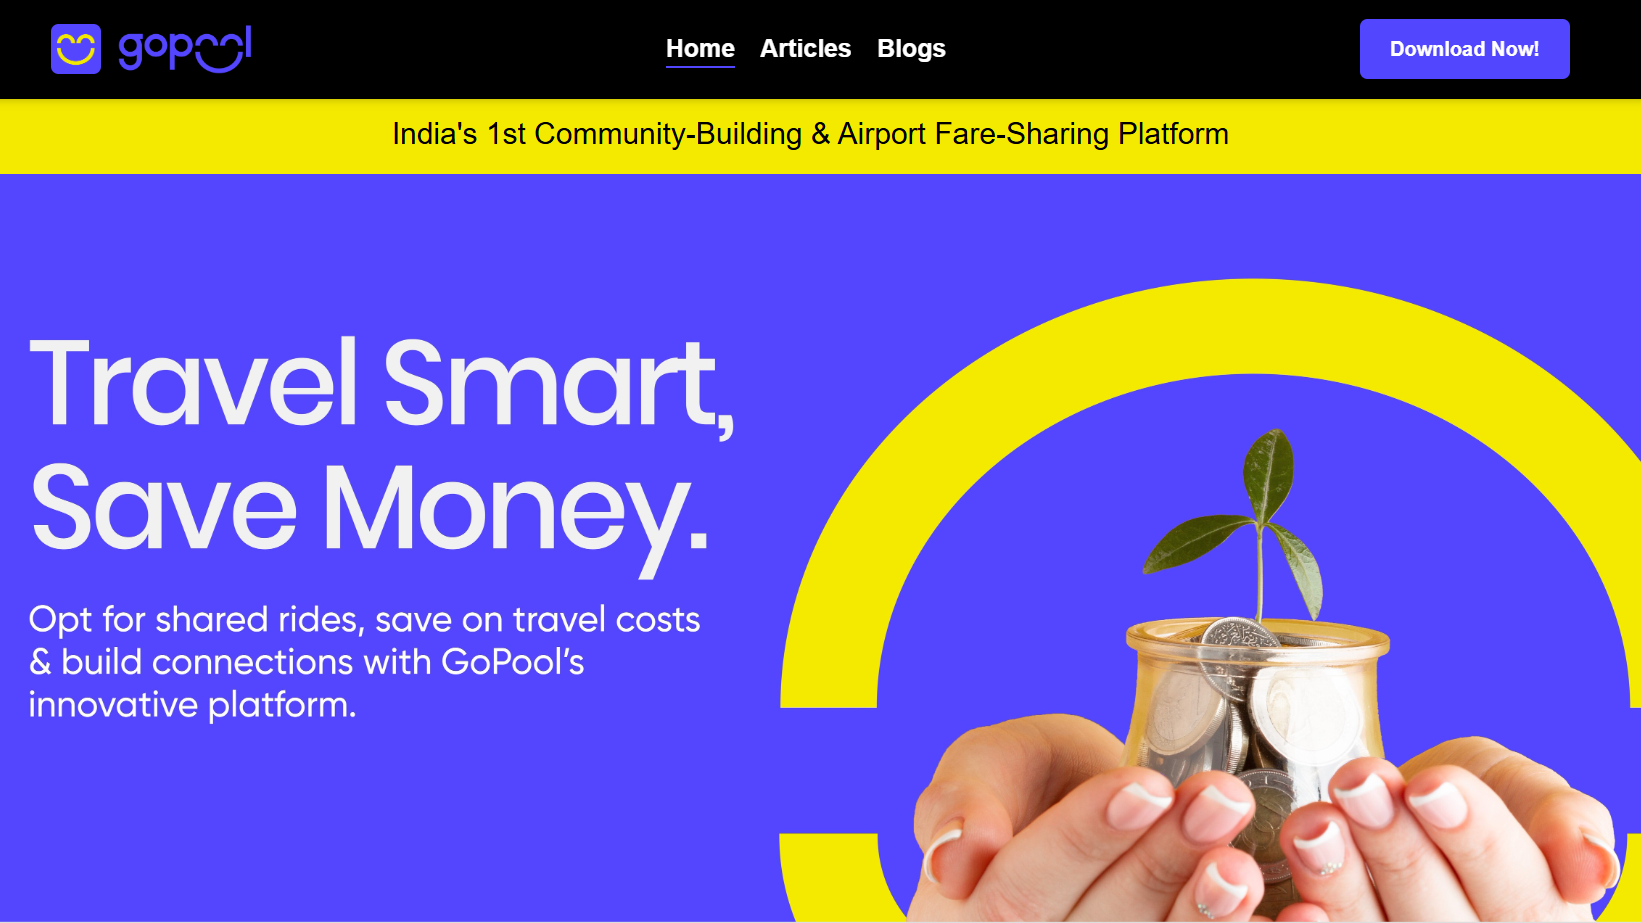 gopool
Home Articles Blogs
Download Now!
India's 1st Community-Building & Airport Fare-Sharing Platform
Travel Smart,
Save Money.
Opt for shared rides, save on travel costs
& build connections with GoPool’s
innovative platform.